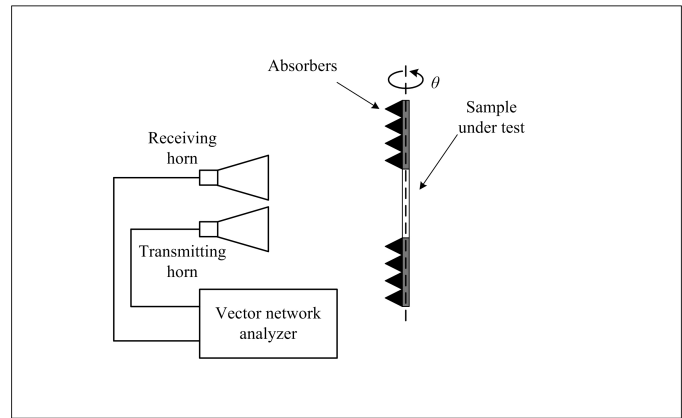 Absorbers
θ
Sample
under test
Receiving
horn
Transmitting
horn
Vector network
analyzer